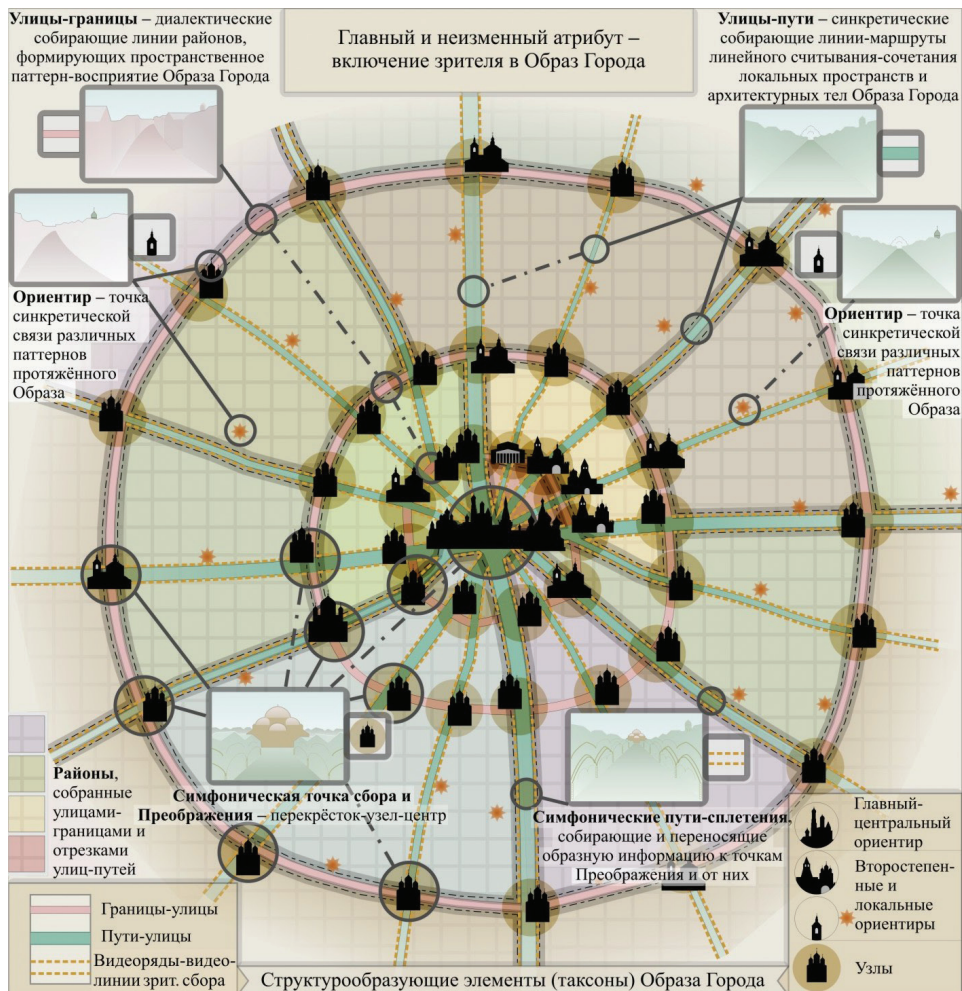 Улицы-границы – диалектические
собирающие линии районов,
формирующих пространственное
паттерн-восприятие Образа Города
Главный и неизменный атрибут –
включение зрителя в Образ Города
Улицы-пути – синкретические
собирающие линии-маршруты
линейного считывания-сочетания
локальных пространств и
архитектурных тел Образа Города
Ориентир – точка
синкретической
связи различных
паттернов
протяжённого
Образа
Ориентир – точка
синкретической
связи различных
паттернов
протяжённого
Образа
Районы,
собранные
улицами-
границами и
отрезками
улиц-путей
Симфоническая точка сбора и
Преображения – перекрёсток-узел-центр
Симфонические пути-сплетения,
собирающие и переносящие
образную информацию к точкам
Преображения и от них
Границы-улицы
Пути-улицы
Видеоряды-видео-
линии зрит. сбора
Структурообразующие элементы (таксоны) Образа Города
Главный-
центральный
ориентир
Второстепен-
ные и
локальные
ориентиры
Узлы